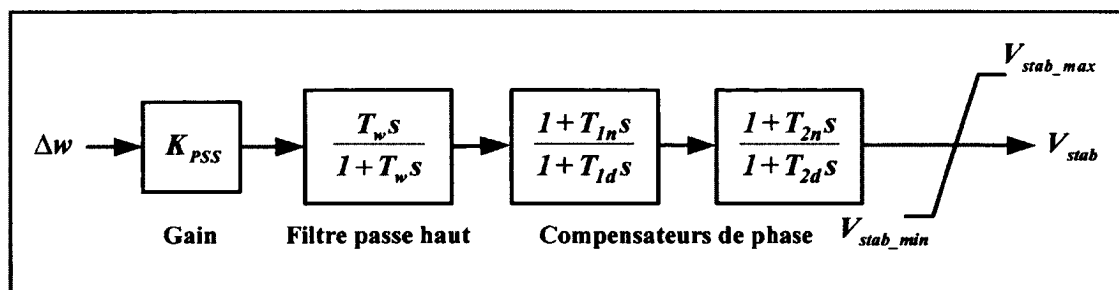 V_stab_max
Δw
K_PSS
T_w s
1 + T_w s
1 + T_1n s
1 + T_1d s
1 + T_2n s
1 + T_2d s
V_stab
Gain
Filtre passe haut
Compensateurs de phase
V_stab_min